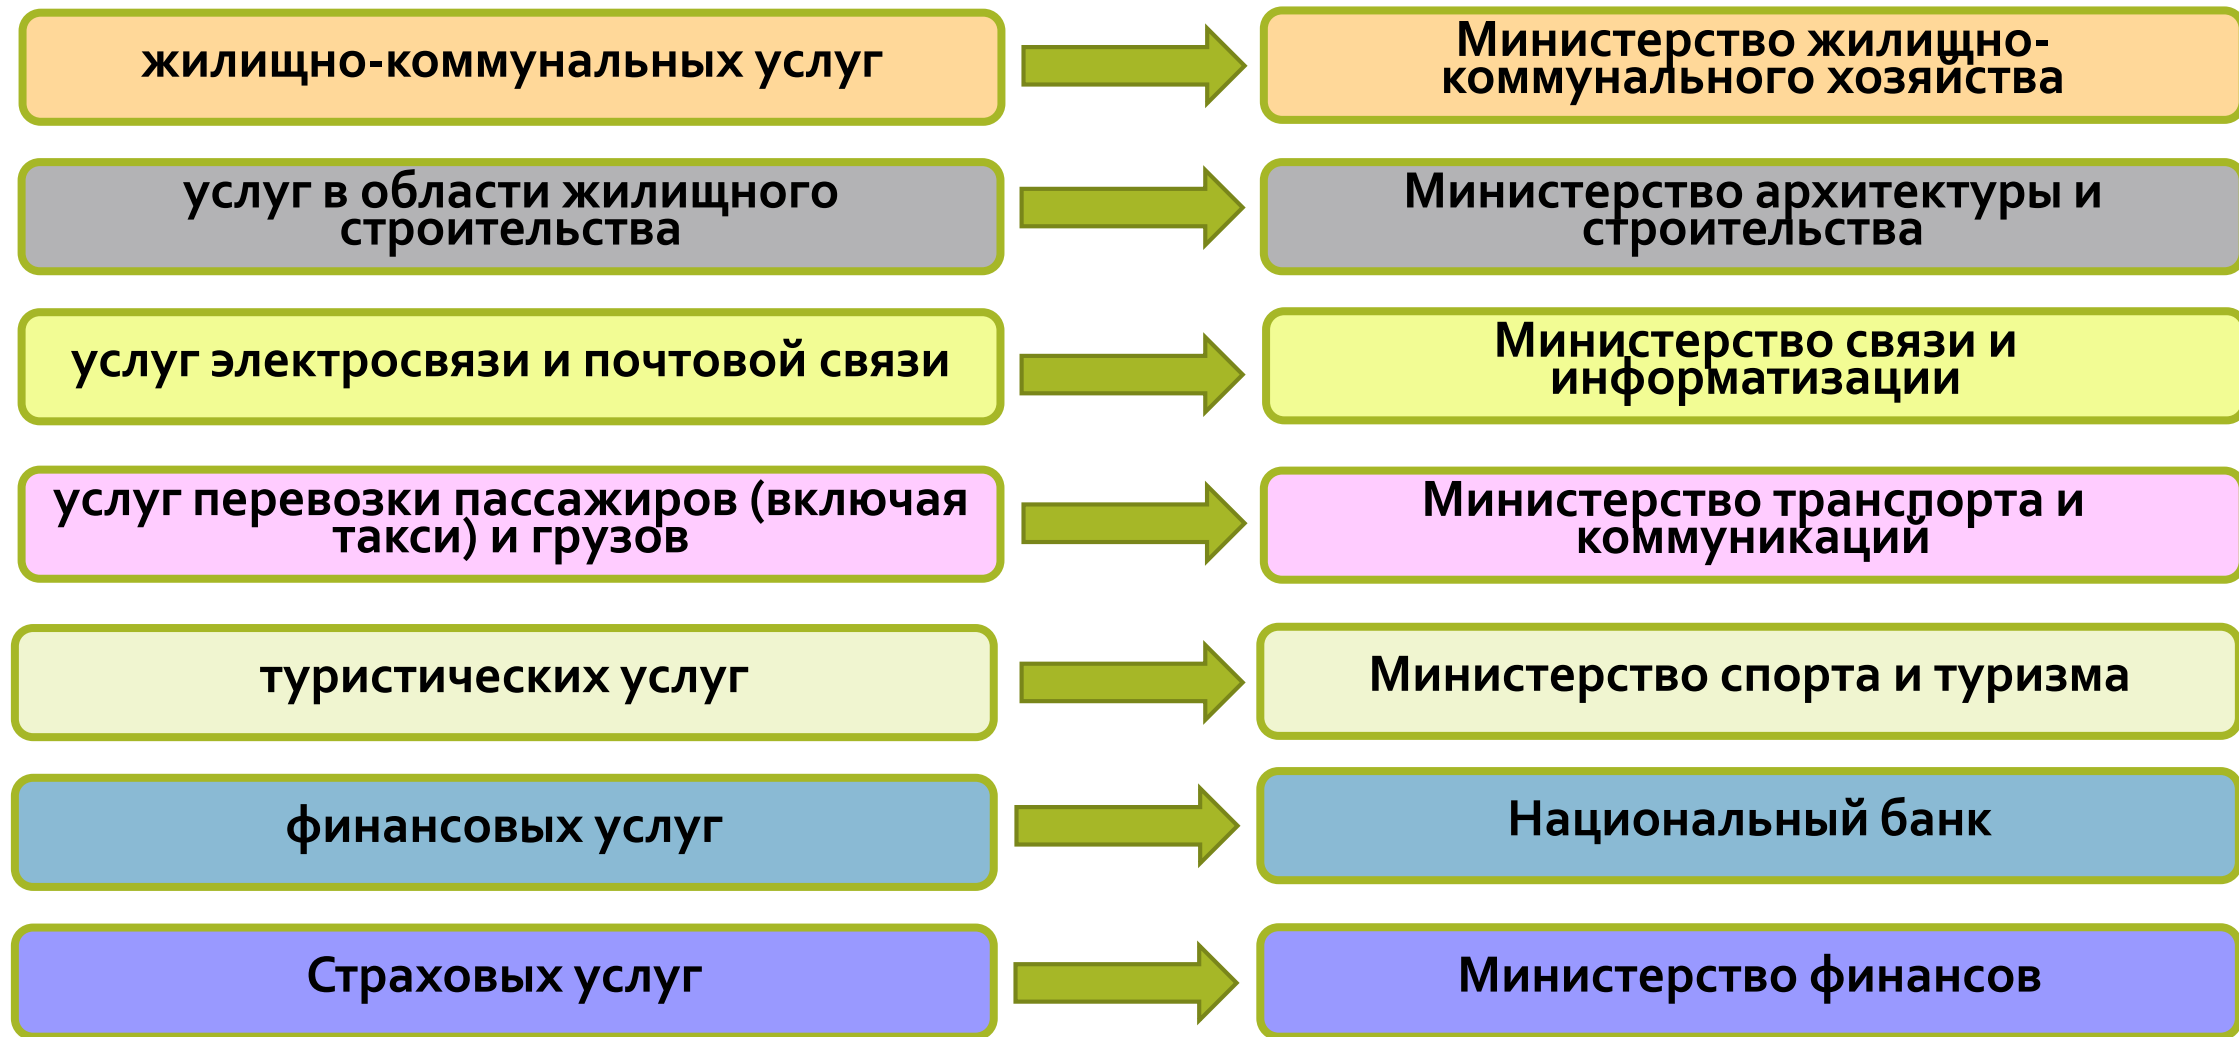 жилищно-коммунальных услуг
Министерство жилищно-
коммунального хозяйства
услуг в области жилищного
строительства
Министерство архитектуры и
строительства
услуг электросвязи и почтовой связи
Министерство связи и
информатизации
услуг перевозки пассажиров (включая
такси) и грузов
Министерство транспорта и
коммуникаций
туристических услуг
Министерство спорта и туризма
финансовых услуг
Национальный банк
Страховых услуг
Министерство финансов